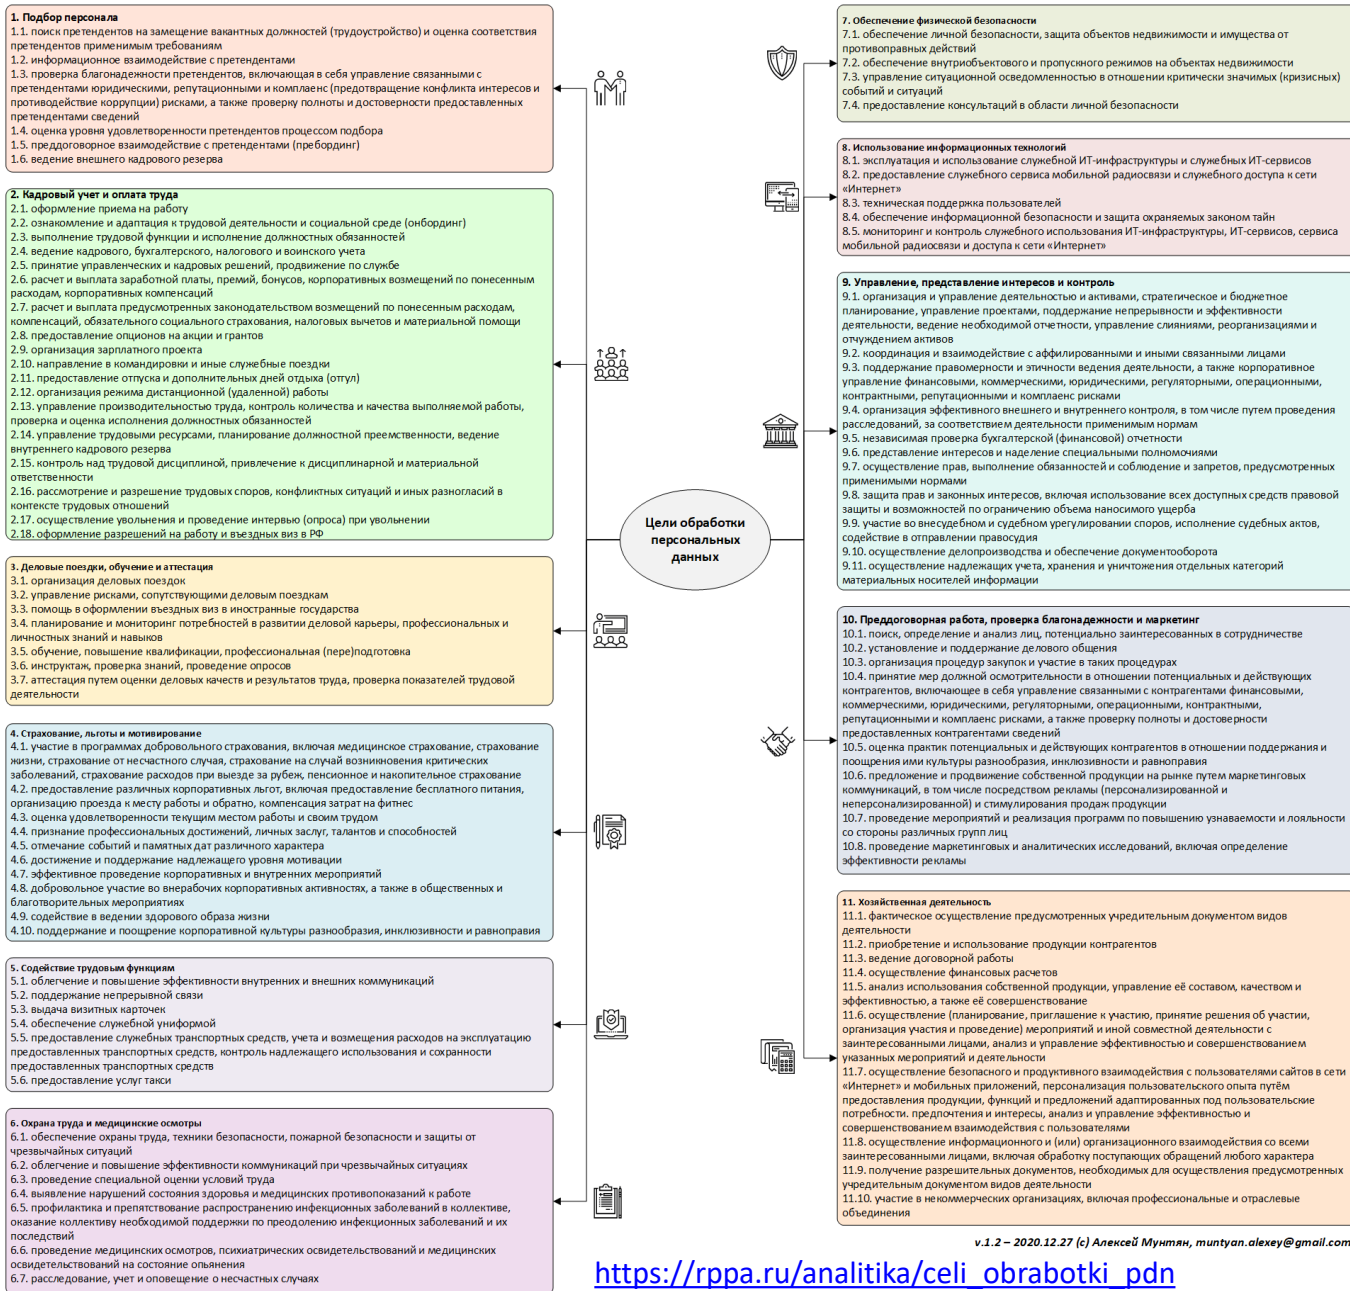 1. Подбор персонала
1.1. поиск претендентов на замещение вакантных должностей (трудоустройство) и оценка соответствия
претендентов применимым требованиям
1.2. информационное взаимодействие с претендентами
1.3. проверка благонадежности претендентов, включающая в себя управление связанными с
претендентами юридическими, репутационными и комплаенс (предотвращение конфликта интересов и
противодействие коррупции) рисками, а также проверку полноты и достоверности предоставленных
претендентами сведений
1.4. оценка уровня удовлетворенности претендентов процессом подбора
1.5. преддоговорное взаимодействие с претендентами (пребординг)
1.6. ведение внешнего кадрового резерва
2. Кадровый учет и оплата труда
2.1. оформление приема на работу
2.2. ознакомление и адаптация к трудовой деятельности и социальной среде (онбординг)
2.3. выполнение трудовой функции и исполнение должностных обязанностей
2.4. ведение кадрового, бухгалтерского, налогового и воинского учета
2.5. принятие управленческих и кадровых решений, продвижение по службе
2.6. расчет и выплата заработной платы, премий, бонусов, корпоративных возмещений по понесенным
расходам, корпоративных компенсаций
2.7. расчет и выплата предусмотренных законодательством возмещений по понесенным расходам,
компенсаций, обязательного социального страхования, налоговых вычетов и материальной помощи
2.8. предоставление опционов на акции и грантов
2.9. организация зарплатного проекта
2.10. направление в командировки и иные служебные поездки
2.11. предоставление отпуска и дополнительных дней отдыха (отгул)
2.12. организация режима дистанционной (удаленной) работы
2.13. управление производительностью труда, контроль количества и качества выполняемой работы,
проверка и оценка исполнения должностных обязанностей
2.14. управление трудовыми ресурсами, планирование должностной преемственности, ведение
внутреннего кадрового резерва
2.15. контроль над трудовой дисциплиной, привлечение к дисциплинарной и материальной
ответственности
2.16. рассмотрение и разрешение трудовых споров, конфликтных ситуаций и иных разногласий в
контексте трудовых отношений
2.17. осуществление увольнения и проведение интервью (опроса) при увольнении
2.18. оформление разрешений на работу и въездных виз в РФ
3. Деловые поездки, обучение и аттестация
3.1. организация деловых поездок
3.2. управление рисками, сопутствующими деловым поездкам
3.3. помощь в оформлении въездных виз в иностранные государства
3.4. планирование и мониторинг потребностей в развитии деловой карьеры, профессиональных и
личностных знаний и навыков
3.5. обучение, повышение квалификации, профессиональная (пере)подготовка
3.6. инструктаж, проверка знаний, проведение опросов
3.7. аттестация путем оценки деловых качеств и результатов труда, проверка показателей трудовой
деятельности
4. Страхование, льготы и мотивирование
4.1. участие в программах добровольного страхования, включая медицинское страхование, страхование
жизни, страхование от несчастного случая, страхование на случай возникновения критических
заболеваний, страхование расходов при выезде за рубеж, пенсионное и накопительное страхование
4.2. предоставление различных корпоративных льгот, включая предоставление бесплатного питания,
организацию проезда к месту работы и обратно, компенсация затрат на фитнес
4.3. оценка удовлетворенности текущим местом работы и своим трудом
4.4. признание профессиональных достижений, личных заслуг, талантов и способностей
4.5. отмечание событий и памятных дат различного характера
4.6. достижение и поддержание надлежащего уровня мотивации
4.7. эффективное проведение корпоративных и внутренних мероприятий
4.8. добровольное участие во внерабочих корпоративных активностях, а также в общественных и
благотворительных мероприятиях
4.9. содействие в ведении здорового образа жизни
4.10. поддержание и поощрение корпоративной культуры разнообразия, инклюзивности и равноправия
5. Содействие трудовым функциям
5.1. облегчение и повышение эффективности внутренних и внешних коммуникаций
5.2. поддержание непрерывной связи
5.3. выдача визитных карточек
5.4. обеспечение служебной униформой
5.5. предоставление служебных транспортных средств, учета и возмещения расходов на эксплуатацию
предоставленных транспортных средств, контроль надлежащего использования и сохранности
предоставленных транспортных средств
5.6. предоставление услуг такси
6. Охрана труда и медицинские осмотры
6.1. обеспечение охраны труда, техники безопасности, пожарной безопасности и защиты от
чрезвычайных ситуаций
6.2. облегчение и повышение эффективности коммуникаций при чрезвычайных ситуациях
6.3. проведение специальной оценки условий труда
6.4. выявление нарушений состояния здоровья и медицинских противопоказаний к работе
6.5. профилактика и препятствование распространению инфекционных заболеваний в коллективе,
оказание коллективу необходимой поддержки по преодолению инфекционных заболеваний и их
последствий
6.6. проведение медицинских осмотров, психиатрических освидетельствований и медицинских
освидетельствований на состояние опьянения
6.7. расследование, учет и оповещение о несчастных случаях
Цели обработки
персональных
данных
7. Обеспечение физической безопасности
7.1. обеспечение личной безопасности, защита объектов недвижимости и имущества от
противоправных действий
7.2. обеспечение внутриобъектового и пропускного режимов на объектах недвижимости
7.3. управление ситуационной осведомленностью в отношении критически значимых (кризисных)
событий и ситуаций
7.4. предоставление консультаций в области личной безопасности
8. Использование информационных технологий
8.1. эксплуатация и использование служебной ИТ-инфраструктуры и служебных ИТ-сервисов
8.2. предоставление служебного сервиса мобильной радиосвязи и служебного доступа к сети
«Интернет»
8.3. техническая поддержка пользователей
8.4. обеспечение информационной безопасности и защита охраняемых законом тайн
8.5. мониторинг и контроль служебного использования ИТ-инфраструктуры, ИТ-сервисов, сервиса
мобильной радиосвязи и доступа к сети «Интернет»
9. Управление, представление интересов и контроль
9.1. организация и управление деятельностью и активами, стратегическое и бюджетное
планирование, управление проектами, поддержание непрерывности и эффективности
деятельности, ведение необходимой отчетности, управление слияниями, реорганизациями и
отчуждением активов
9.2. координация и взаимодействие с аффилированными и иными связанными лицами
9.3. поддержание правомерности и этичности ведения деятельности, а также корпоративное
управление финансовыми, коммерческими, юридическими, регуляторными, операционными,
контрактными, репутационными и комплаенс рисками
9.4. организация эффективного внешнего и внутреннего контроля, в том числе путем проведения
расследований, за соответствием деятельности применимым нормам
9.5. независимая проверка бухгалтерской (финансовой) отчетности
9.6. представление интересов и наделение специальными полномочиями
9.7. осуществление прав, выполнение обязанностей и соблюдение и запретов, предусмотренных
применимыми нормами
9.8. защита прав и законных интересов, включая использование всех доступных средств правовой
защиты и возможностей по ограничению объема наносимого ущерба
9.9. участие во внесудебном и судебном урегулировании споров, исполнение судебных актов,
содействие в отправлении правосудия
9.10. осуществление делопроизводства и обеспечение документооборота
9.11. осуществление надлежащих учета, хранения и уничтожения отдельных категорий
материальных носителей информации
10. Преддоговорная работа, проверка благонадежности и маркетинг
10.1. поиск, определение и анализ лиц, потенциально заинтересованных в сотрудничестве
10.2. установление и поддержание делового общения
10.3. организация процедур закупок и участие в таких процедурах
10.4. принятие мер должной осмотрительности в отношении потенциальных и действующих
контрагентов, включающее в себя управление связанными с контрагентами финансовыми,
коммерческими, юридическими, регуляторными, операционными, контрактными,
репутационными и комплаенс рисками, а также проверку полноты и достоверности
предоставленных контрагентами сведений
10.5. оценка практик потенциальных и действующих контрагентов в отношении поддержания и
поощрения ими культуры разнообразия, инклюзивности и равноправия
10.6. предложение и продвижение собственной продукции на рынке путем маркетинговых
коммуникаций, в том числе посредством рекламы (персонализированной и
неперсонализированной) и стимулирования продаж продукции
10.7. проведение мероприятий и реализация программ по повышению узнаваемости и лояльности
со стороны различных групп лиц
10.8. проведение маркетинговых и аналитических исследований, включая определение
эффективности рекламы
11. Хозяйственная деятельность
11.1. фактическое осуществление предусмотренных учредительным документом видов
деятельности
11.2. приобретение и использование продукции контрагентов
11.3. ведение договорной работы
11.4. осуществление финансовых расчетов
11.5. анализ использования собственной продукции, управление её составом, качеством и
эффективностью, а также её совершенствование
11.6. осуществление (планирование, приглашение к участию, принятие решения об участии,
организация участия и проведение) мероприятий и иной совместной деятельности с
заинтересованными лицами, анализ и управление эффективностью и совершенствованием
указанных мероприятий и деятельности
11.7. осуществление безопасного и продуктивного взаимодействия с пользователями сайтов в сети
«Интернет» и мобильных приложений, персонализация пользовательского опыта путём
предоставления продукции, функций и предложений адаптированных под пользовательские
потребности. предпочтения и интересы, анализ и управление эффективностью и
совершенствованием взаимодействия с пользователями
11.8. осуществление информационного и (или) организационного взаимодействия со всеми
заинтересованными лицами, включая обработку поступающих обращений любого характера
11.9. получение разрешительных документов, необходимых для осуществления предусмотренных
учредительным документом видов деятельности
11.10. участие в некоммерческих организациях, включая профессиональные и отраслевые
объединения
v.1.2 – 2020.12.27 (c) Алексей Мунтян, muntyan.alexey@gmail.com
https://rppa.ru/analitika/celi_obrabotki_pdn